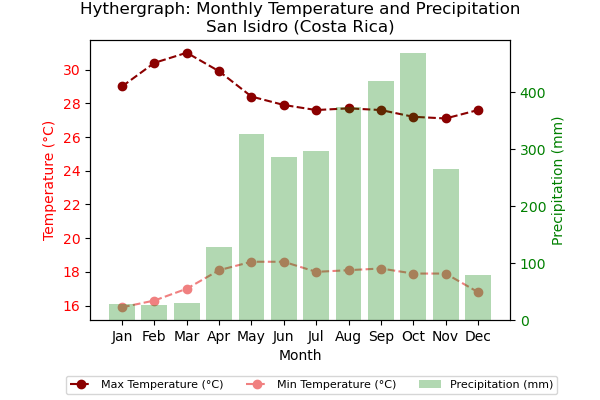 Hythergraph: Monthly Temperature and Precipitation
San Isidro (Costa Rica)
Temperature (°C)
30
28
26
24
22
20
18
16
400
300
200
100
0
Precipitation (mm)
Jan Feb Mar Apr May Jun Jul Aug Sep Oct Nov Dec
Month
Max Temperature (°C) Min Temperature (°C) Precipitation (mm)